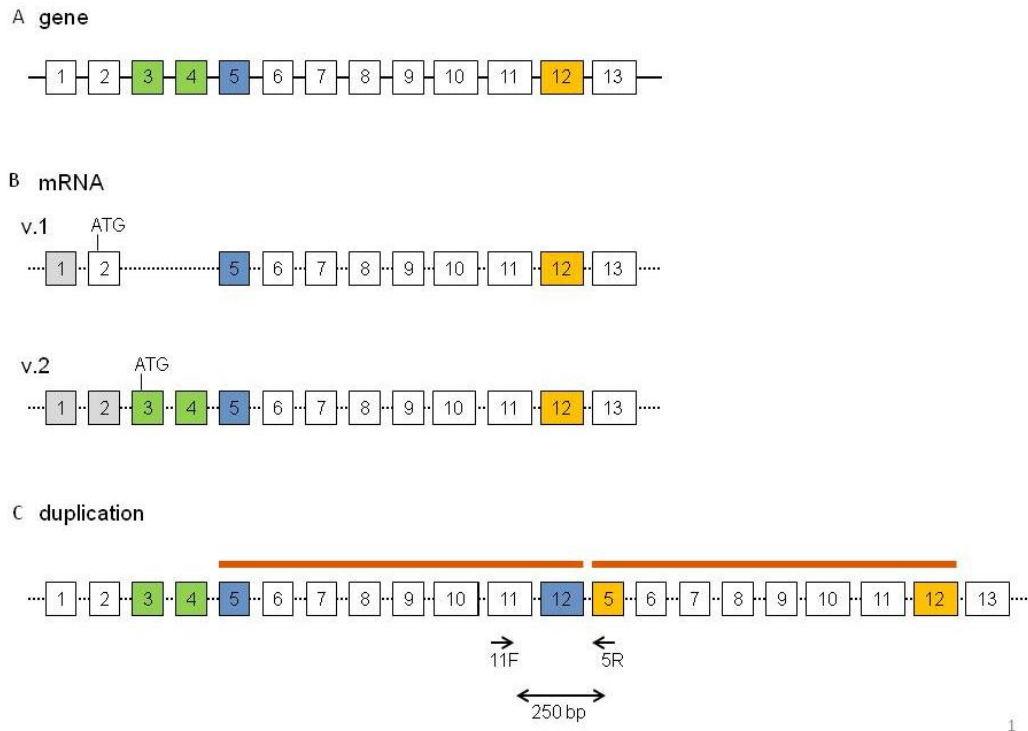 A gene
1 2 3 4 5 6 7 8 9 10 11 12 13
B mRNA
v.1 ATG
1 2 5 6 7 8 9 10 11 12 13
v.2 ATG
1 2 3 4 5 6 7 8 9 10 11 12 13
C duplication
1 2 3 4 5 6 7 8 9 10 11 12 5 6 7 8 9 10 11 12 13
11F 5R
250 bp
1